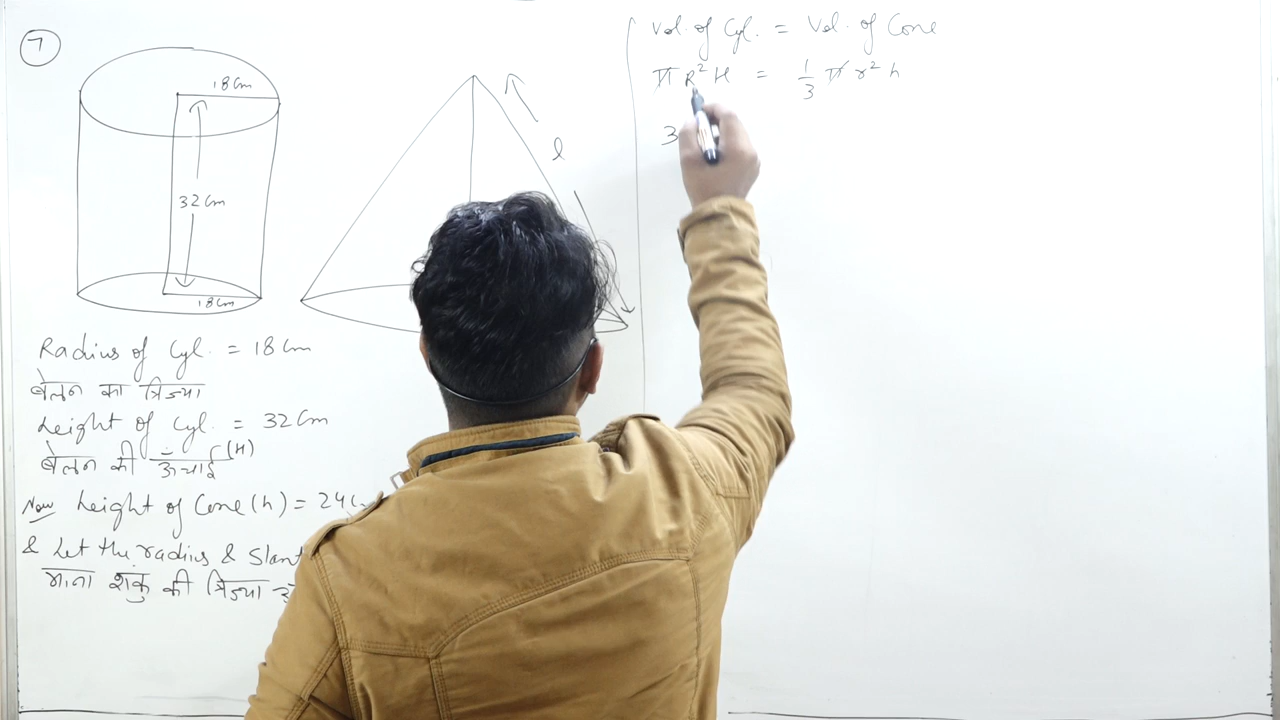 7
18 Cm
32 Cm
18 Cm
l
Radius of Cyl. = 18 Cm
बेलन का त्रिज्या
height of Cyl. = 32 Cm
बेलन की ऊँचाई (H)
Now height of Cone (h) = 24
& Let the radius & Slant
माना शंकु की त्रिज्या
Vol. of Cyl. = Vol. of Cone
π R² H = 1/3 π r² h
3